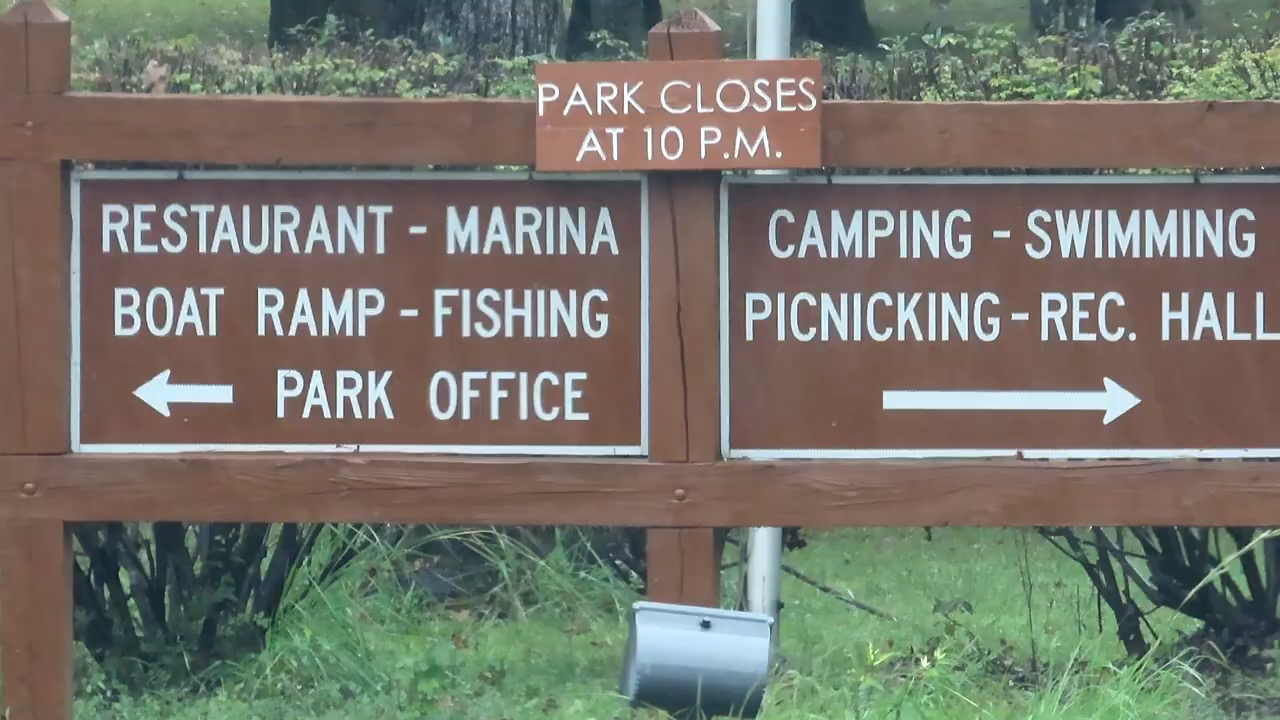 PARK CLOSES
AT 10 P.M.
RESTAURANT - MARINA
BOAT RAMP - FISHING
PARK OFFICE
CAMPING - SWIMMING
PICNICKING - REC. HALL